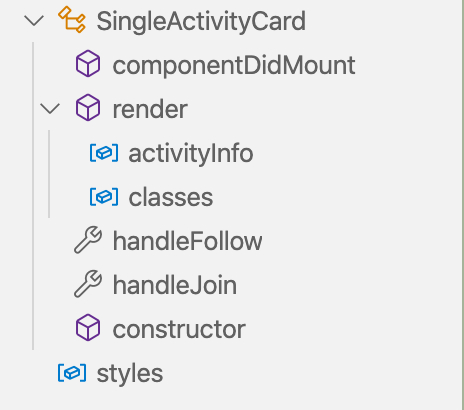 SingleActivityCard
componentDidMount
render
activityInfo
classes
handleFollow
handleJoin
constructor
styles